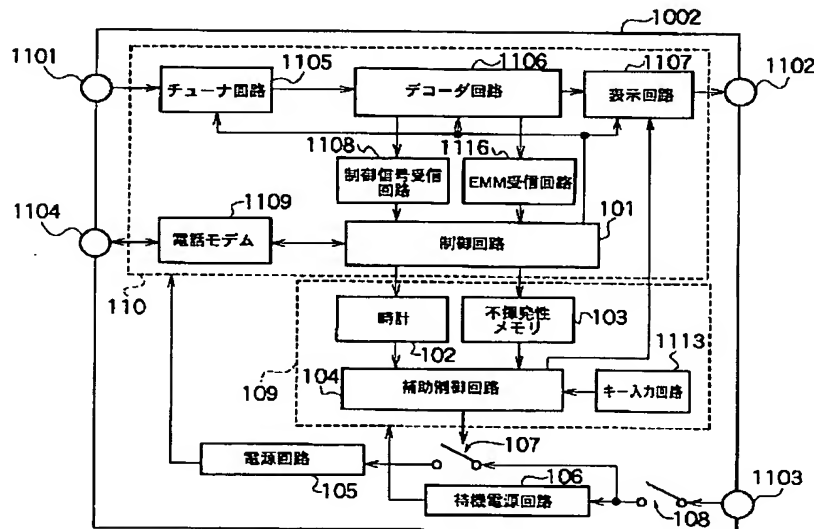 1002
1101
1105
1106
1107
1102
チューナ回路
デコーダ回路
表示回路
1108
1116
制御信号受信
回路
EMM受信回路
1104
1109
101
電話モデム
制御回路
110
時計
不揮発性
メモリ
103
102
1113
109
104
補助制御回路
キー入力回路
107
電源回路
105
106
待機電源回路
108
1103